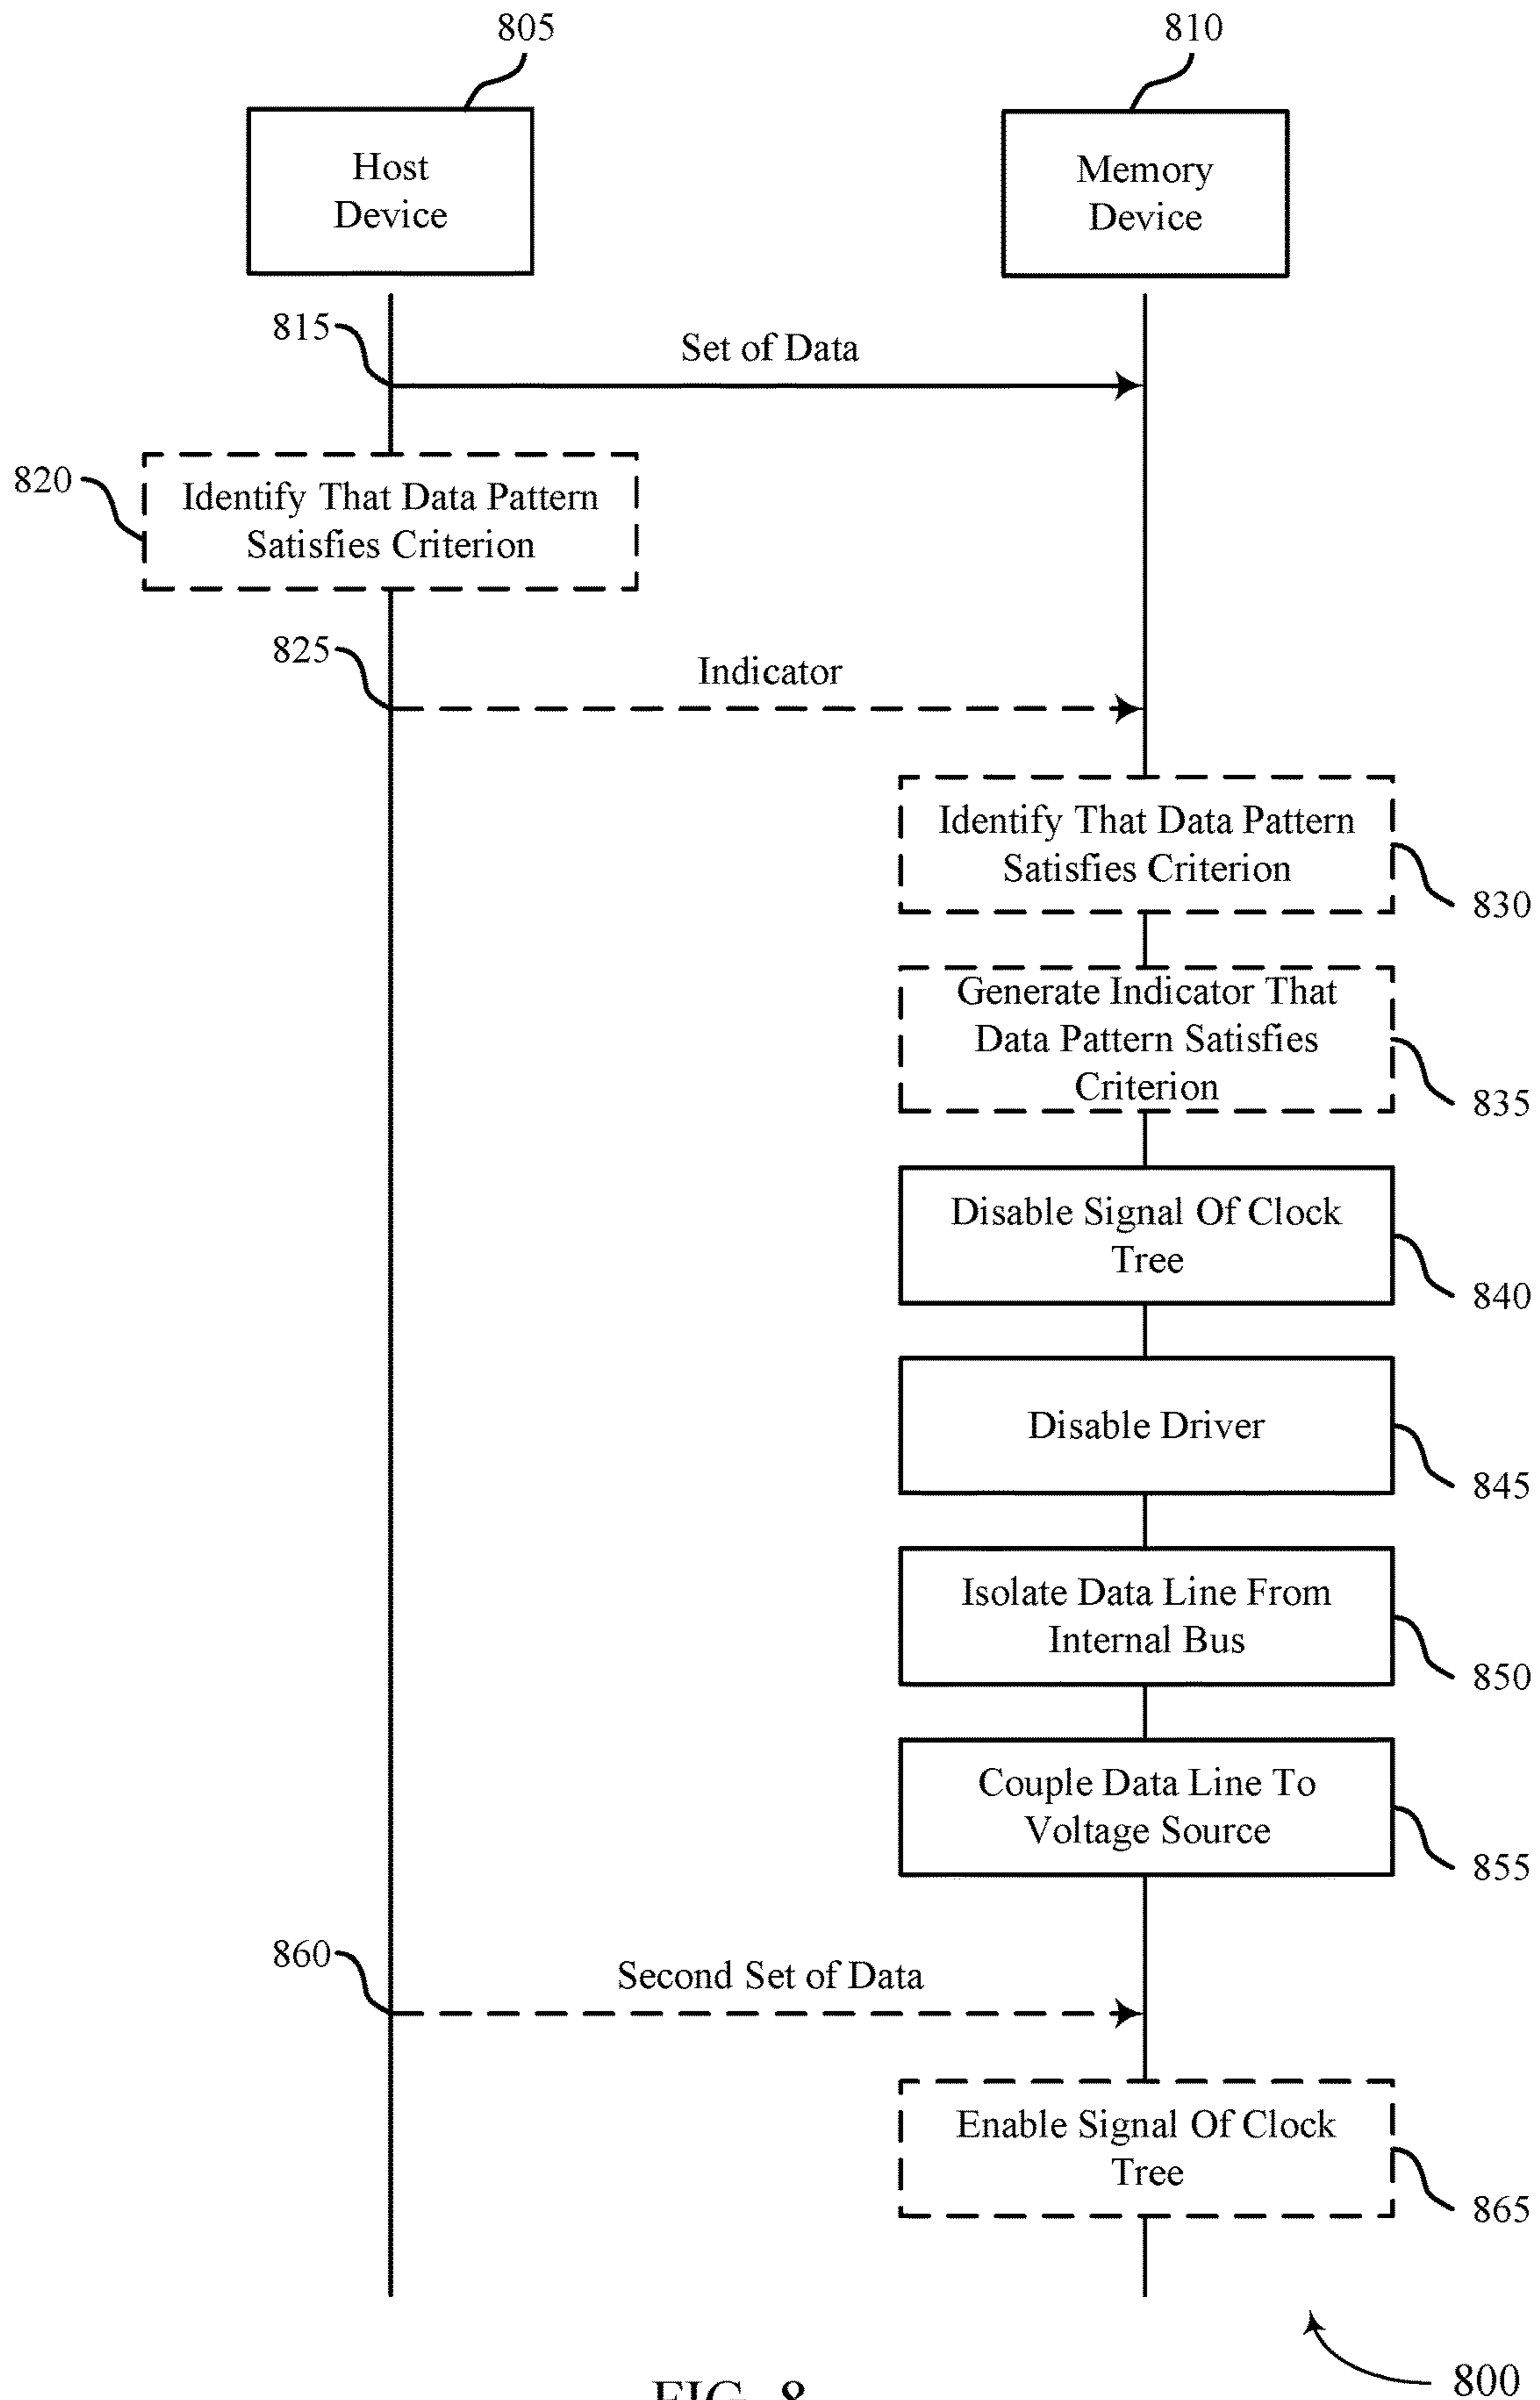 805
810
Host
Device
Memory
Device
815
Set of Data
820
Identify That Data Pattern
Satisfies Criterion
825
Indicator
Identify That Data Pattern
Satisfies Criterion
830
Generate Indicator That
Data Pattern Satisfies
Criterion
835
Disable Signal Of Clock
Tree
840
Disable Driver
845
Isolate Data Line From
Internal Bus
850
Couple Data Line To
Voltage Source
855
860
Second Set of Data
Enable Signal Of Clock
Tree
865
800
FIG. 8